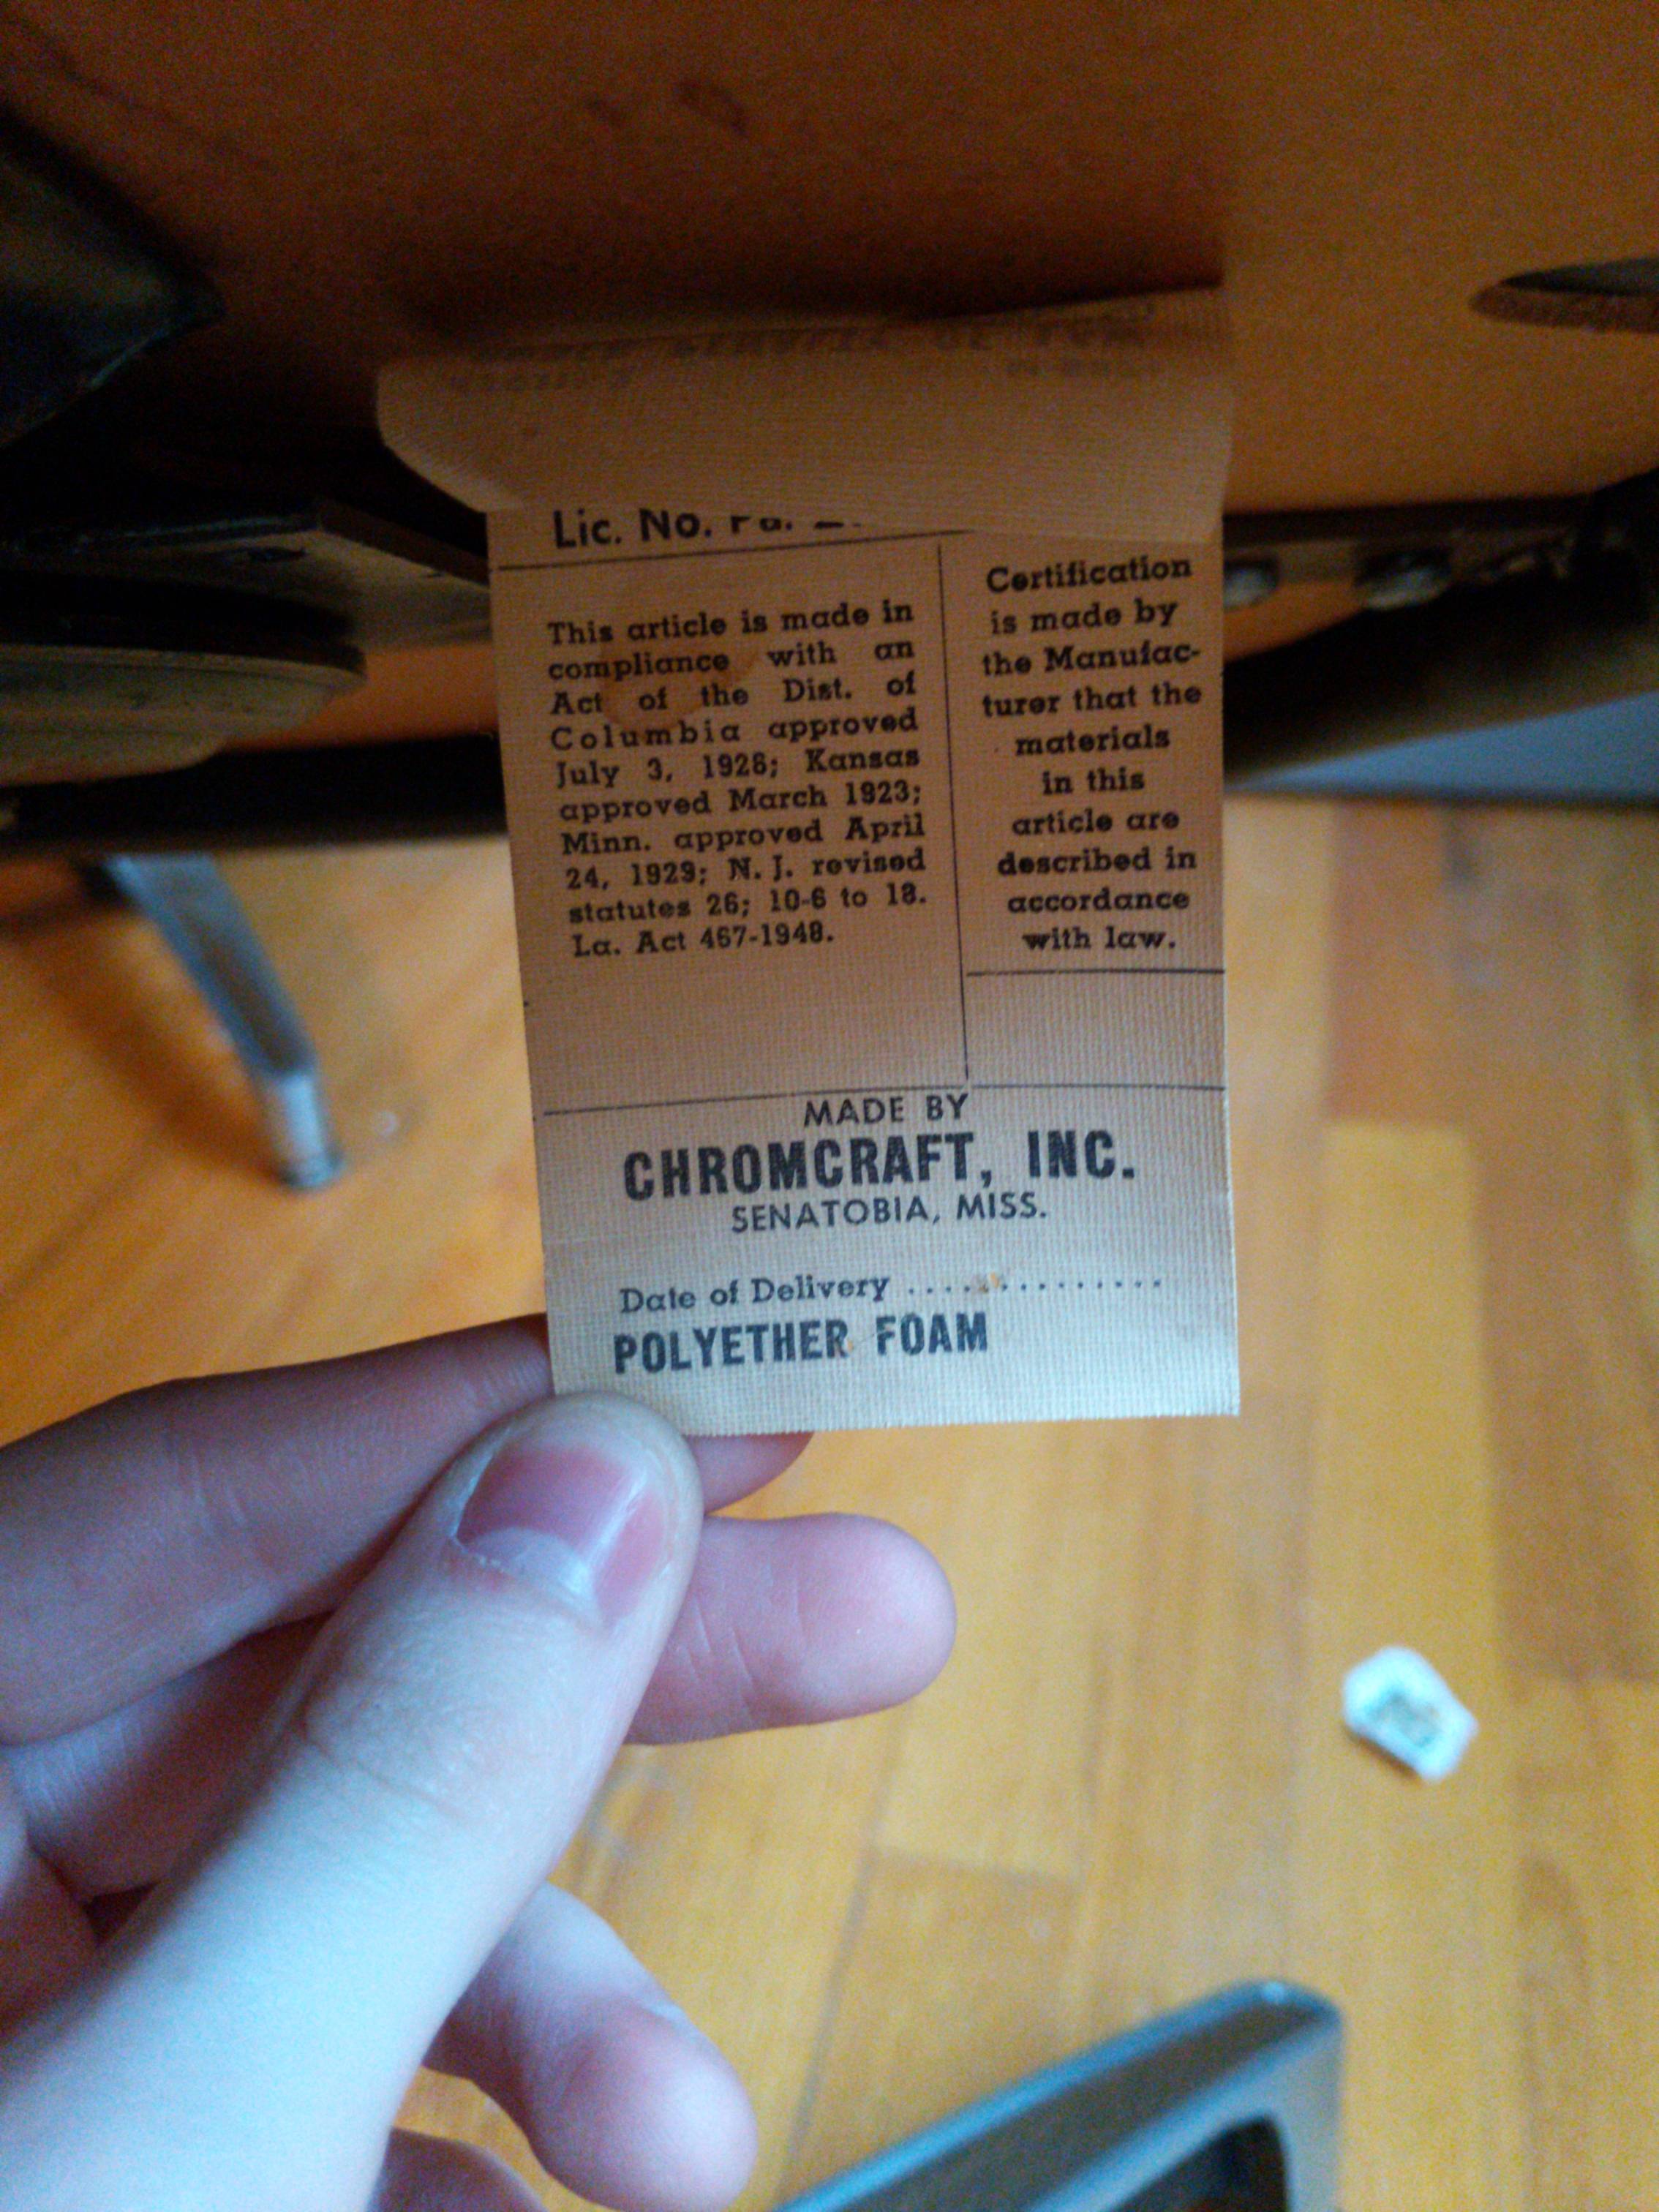 Lic. No. Pa.
This article is made in
compliance with an
Act of the Dist. of
Columbia approved
July 3, 1926; Kansas
approved March 1923;
Minn. approved April
24, 1929; N. J. revised
statutes 26; 10-6 to 18.
La. Act 467-1948.
Certification
is made by
the Manufac-
turer that the
materials
in this
article are
described in
accordance
with law.
MADE BY
CHROMCRAFT, INC.
SENATOBIA, MISS.
Date of Delivery ..............
POLYETHER FOAM